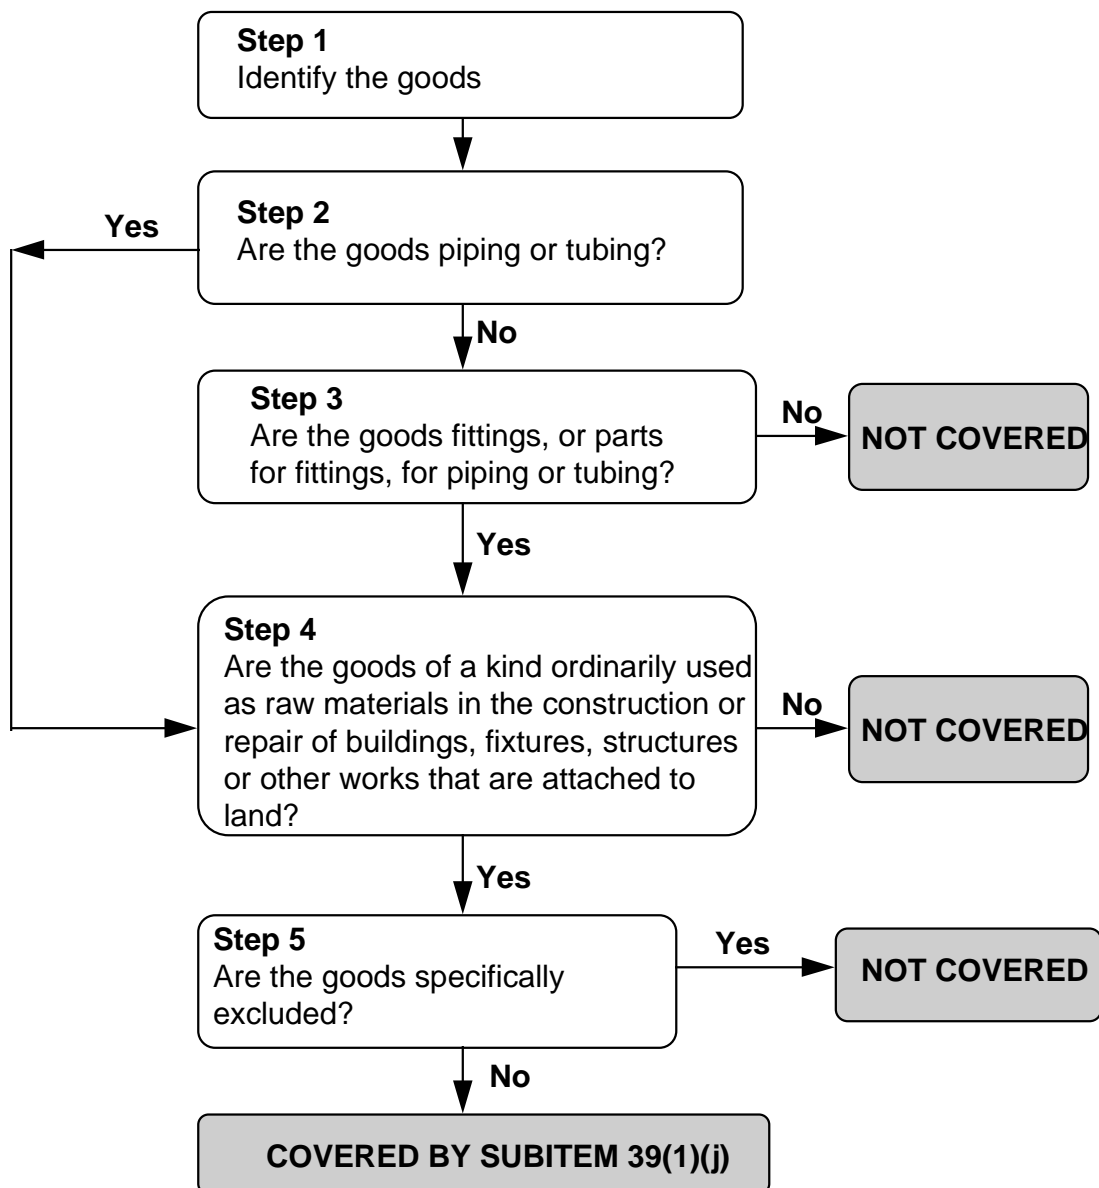 Step 1
Identify the goods
Yes
Step 2
Are the goods piping or tubing?
No
Step 3
Are the goods fittings, or parts
for fittings, for piping or tubing?
No
NOT COVERED
Yes
Step 4
Are the goods of a kind ordinarily used
as raw materials in the construction or
repair of buildings, fixtures, structures
or other works that are attached to
land?
No
NOT COVERED
Yes
Step 5
Are the goods specifically
excluded?
Yes
NOT COVERED
No
COVERED BY SUBITEM 39(1)(j)